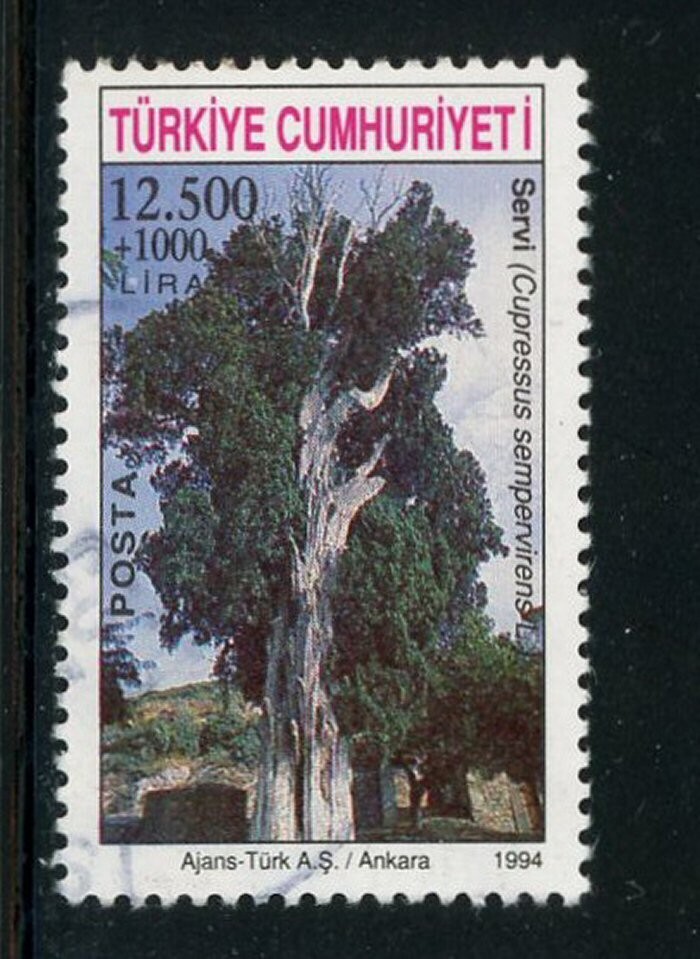 TÜRKİYE CUMHURİYETİ
12.500
+1000
LİRA
Servi (Cupressus sempervirens L.
POSTA
Ajans-Türk A.Ş. / Ankara 1994